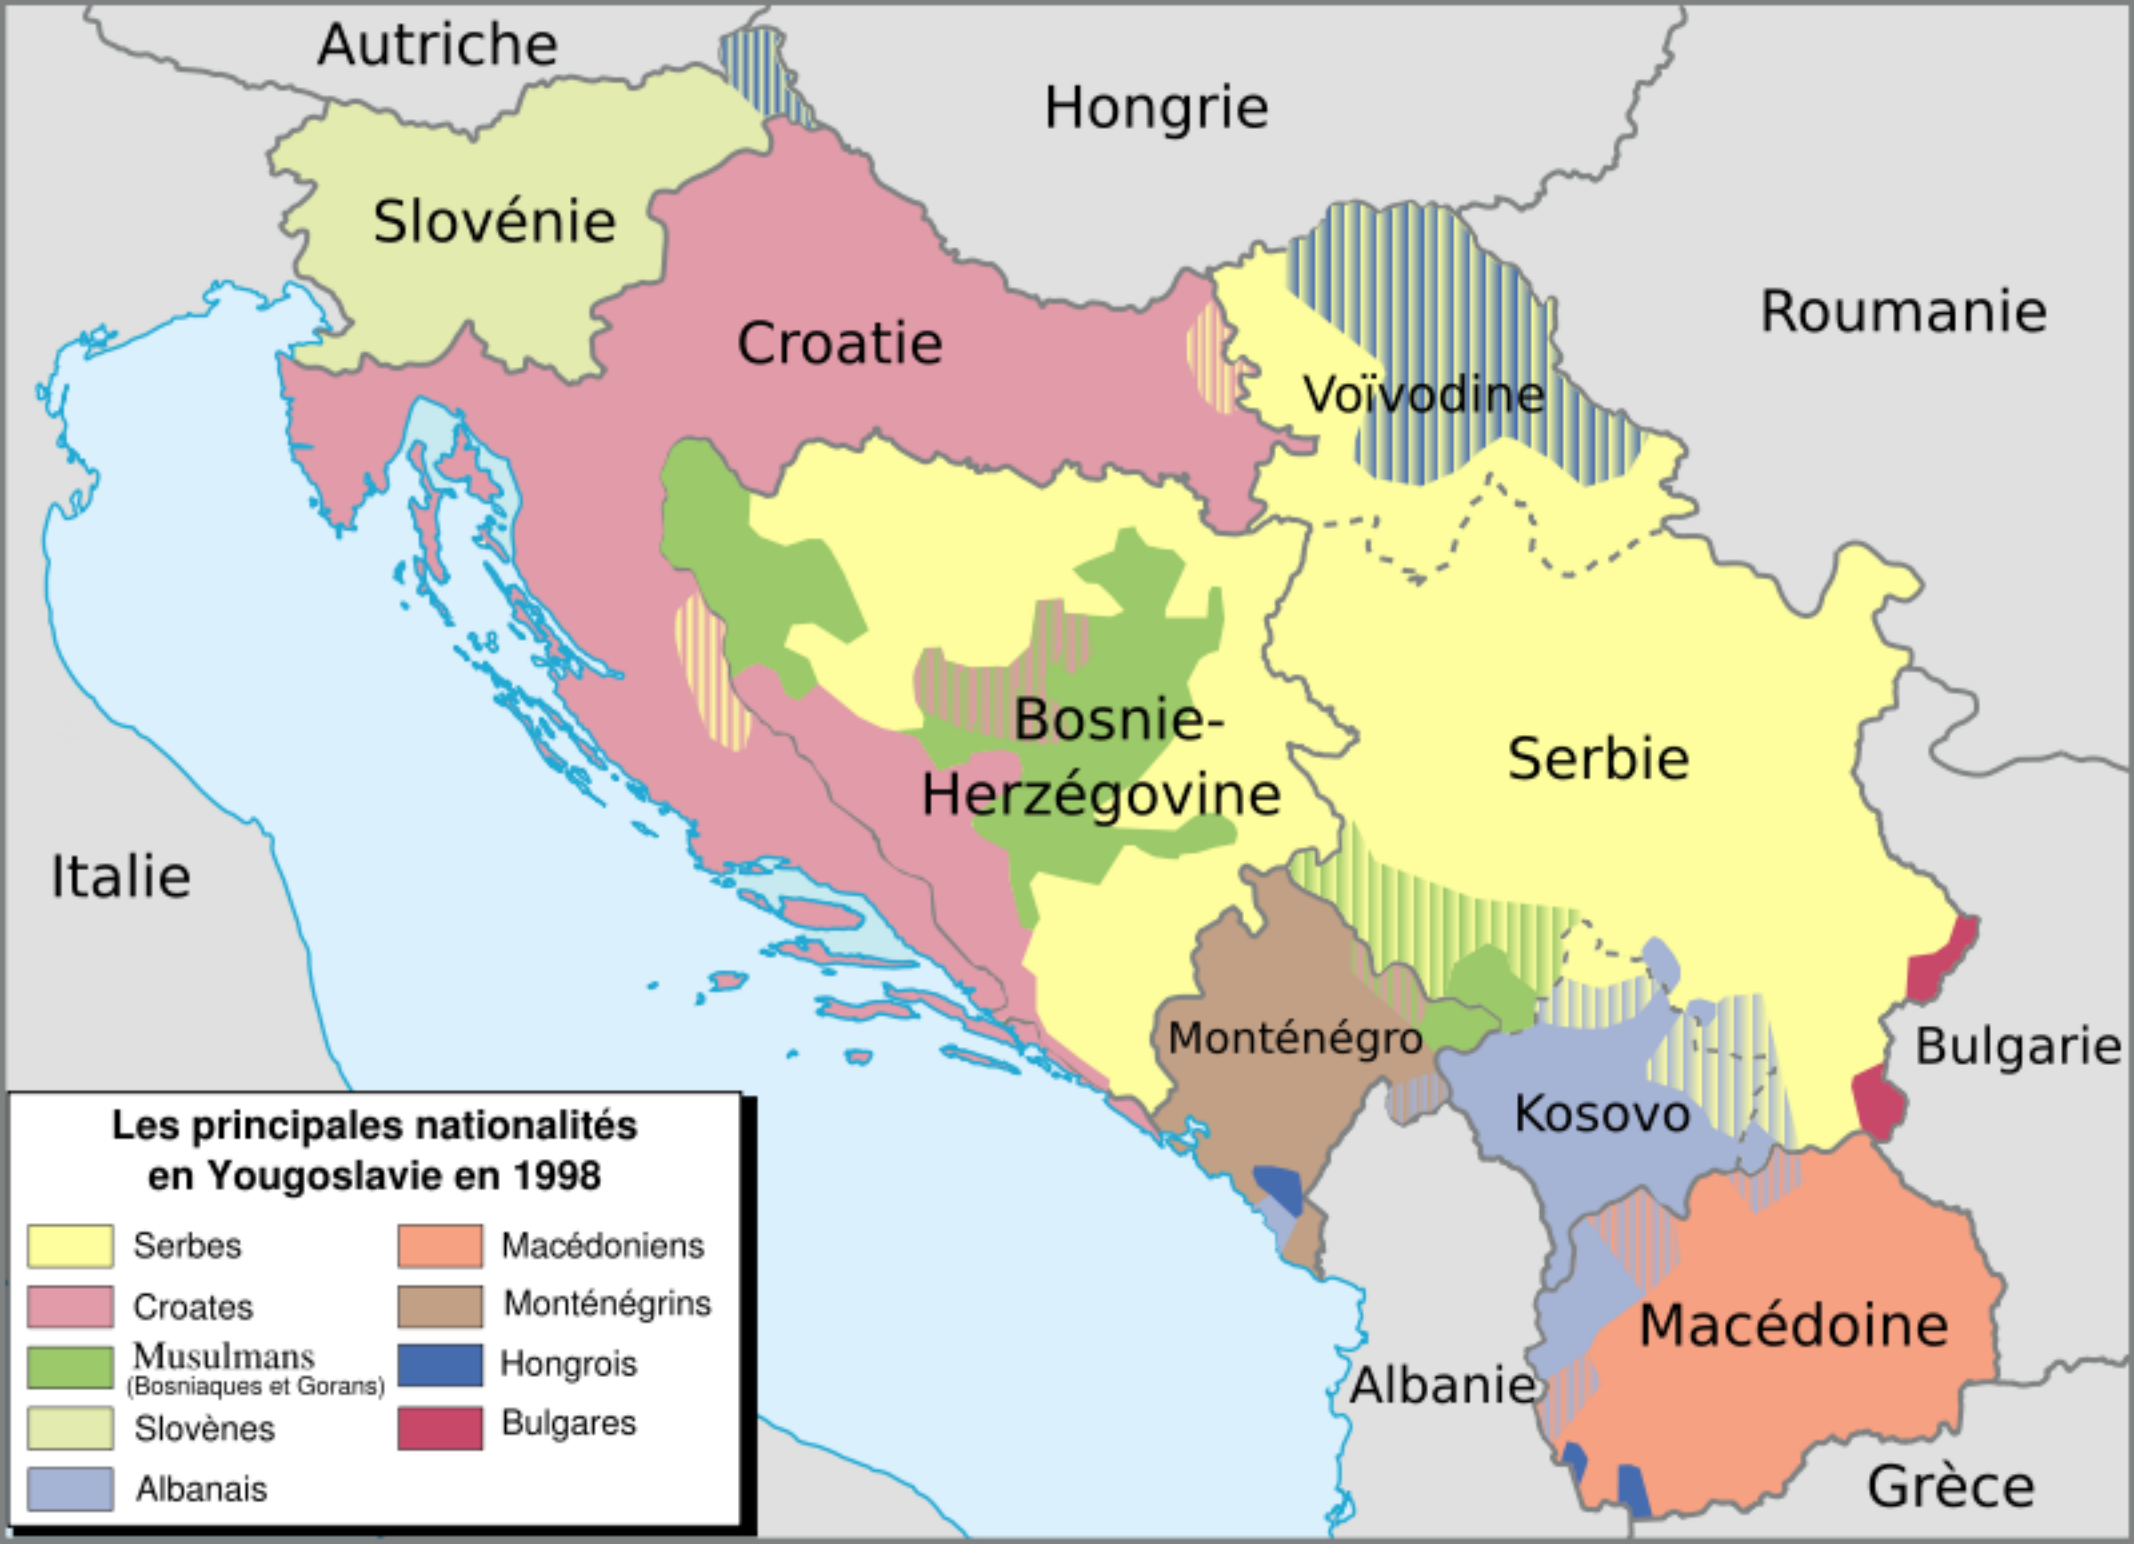 Autriche
Hongrie
Slovénie
Croatie
Roumanie
Voïvodine
Bosnie-
Herzégovine
Serbie
Italie
Monténégro
Bulgarie
Kosovo
Macédoine
Albanie
Grèce
Les principales nationalités
en Yougoslavie en 1998
Serbes
Croates
Musulmans
(Bosniaques et Gorans)
Slovènes
Albanais
Macédoniens
Monténégrins
Hongrois
Bulgares